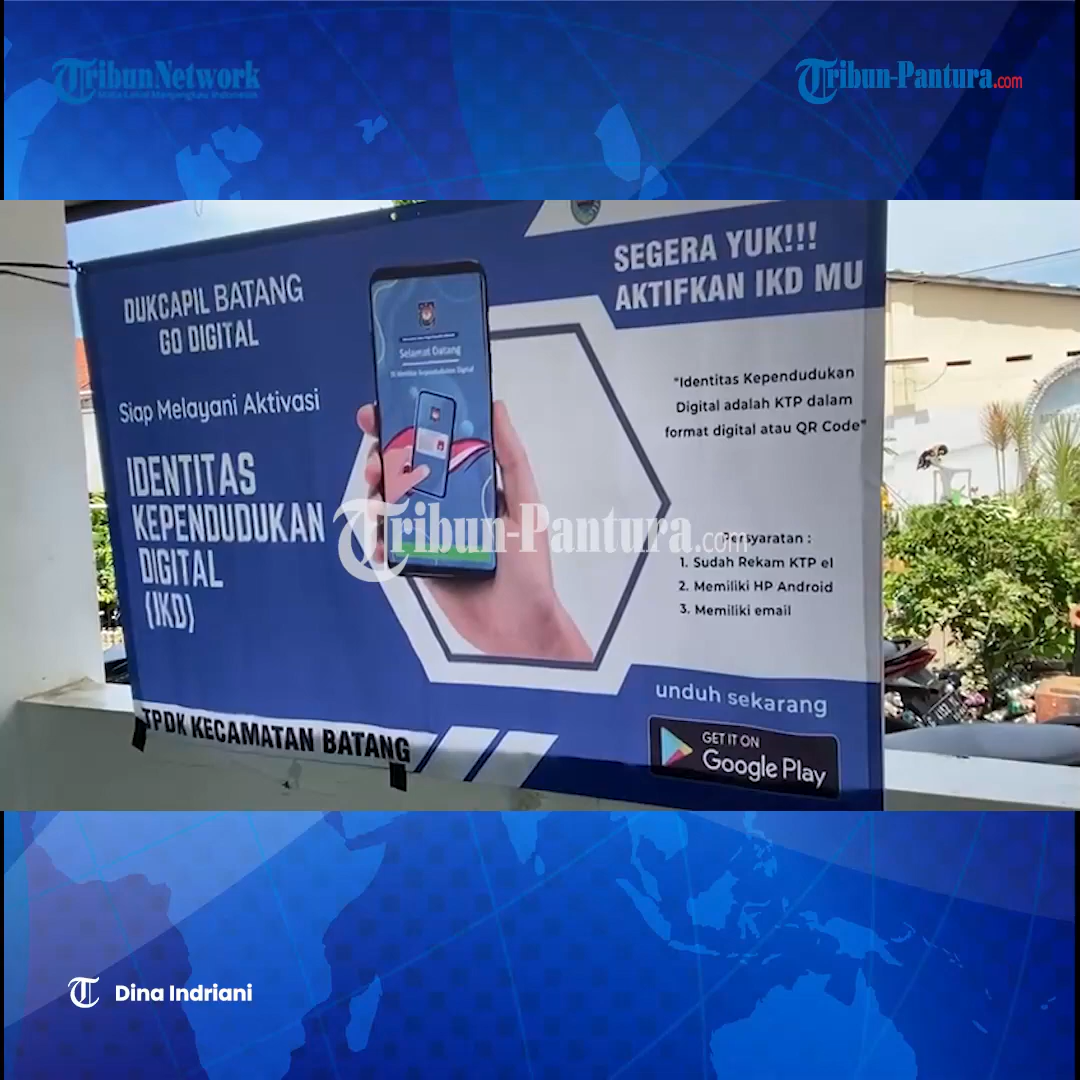 TribunNetwork
Tribun-Pantura.com
DUKCAPIL BATANG
GO DIGITAL
Siap Melayani Aktivasi
IDENTITAS
KEPENDUDUKAN
DIGITAL
(IKD)
TPDK KECAMATAN BATANG
Selamat Datang
SEGERA YUK!!!
AKTIFKAN IKD MU
"Identitas Kependudukan
Digital adalah KTP dalam
format digital atau QR Code"
Tribun-Pantura.com
Persyaratan :
1. Sudah Rekam KTP el
2. Memiliki HP Android
3. Memiliki email
unduh sekarang
GET IT ON
Google Play
Dina Indriani